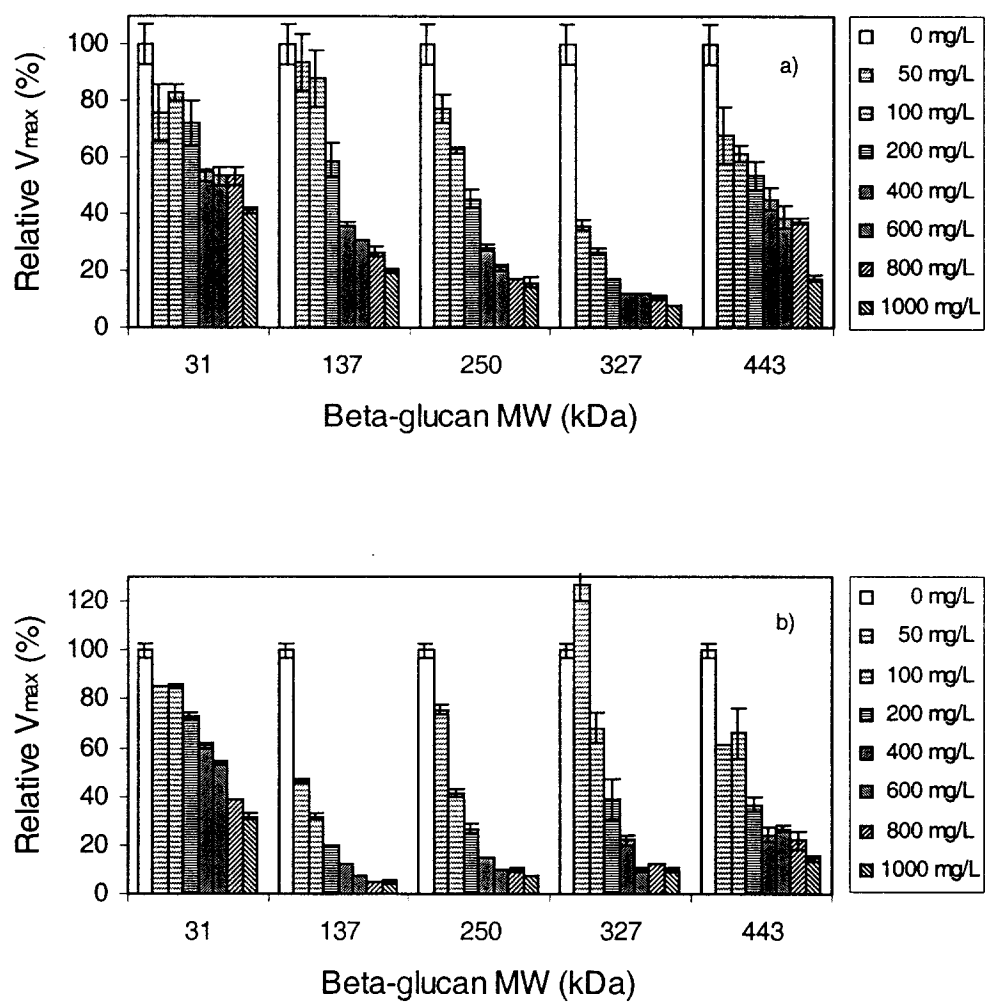 100
80
60
40
20
0
Relative Vmax (%)
a)
31 137 250 327 443
Beta-glucan MW (kDa)
0 mg/L
50 mg/L
100 mg/L
200 mg/L
400 mg/L
600 mg/L
800 mg/L
1000 mg/L
120
100
80
60
40
20
0
Relative Vmax (%)
b)
31 137 250 327 443
Beta-glucan MW (kDa)
0 mg/L
50 mg/L
100 mg/L
200 mg/L
400 mg/L
600 mg/L
800 mg/L
1000 mg/L